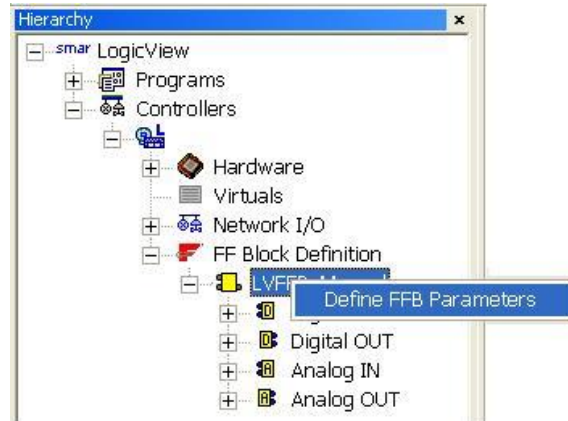 Hierarchy
smar LogicView
Programs
Controllers
Hardware
Virtuals
Network I/O
FF Block Definition
Define FFB Parameters
Digital OUT
Analog IN
Analog OUT